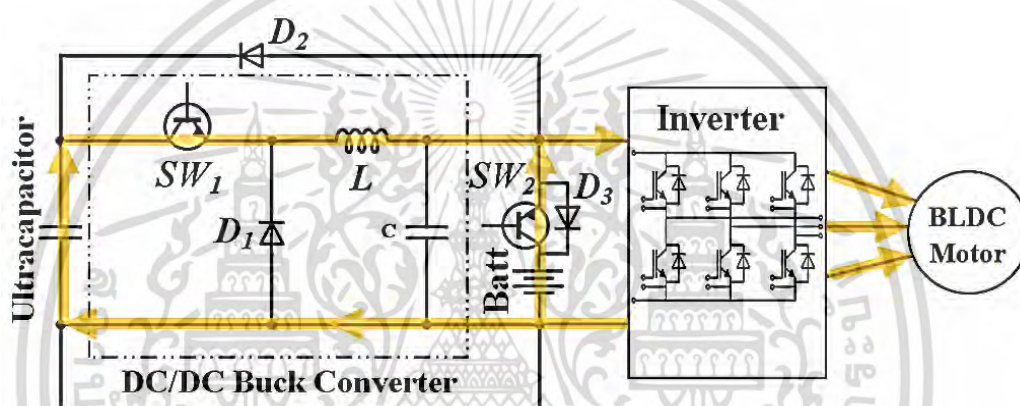 D2
Ultracapacitor
SW1
D1
L
C
SW2
D3
Batt
Inverter
BLDC
Motor
DC/DC Buck Converter